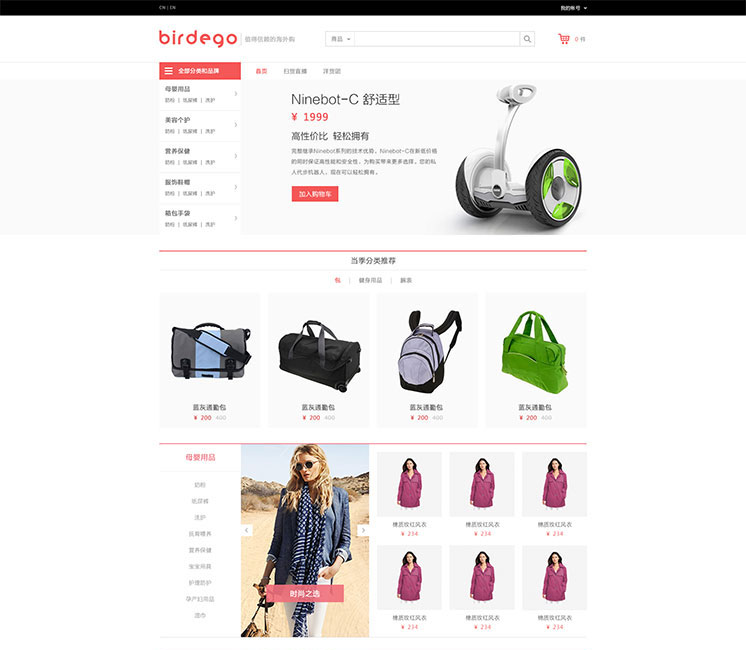 CN | EN
我的帐号
birdego
值得信赖的海外购
商品
0 件
全部分类和品牌
首页
扫货直播
洋货团
母婴用品
奶粉 | 纸尿裤 | 洗护
美容个护
奶粉 | 纸尿裤 | 洗护
营养保健
奶粉 | 纸尿裤 | 洗护
服饰鞋帽
奶粉 | 纸尿裤 | 洗护
箱包手袋
奶粉 | 纸尿裤 | 洗护
Ninebot-C 舒适型
¥ 1999
高性价比 轻松拥有
完整继承Ninebot系列的技术优势，Ninebot-C在新低价格
的同时保证高性能和安全性，为购买带来更多选择。您的私
人代步机器人，现在可以轻松拥有。
加入购物车
当季分类推荐
包 | 健身用品 | 腕表
蓝灰通勤包
¥ 200 400
蓝灰通勤包
¥ 200 400
蓝灰通勤包
¥ 200 400
蓝灰通勤包
¥ 200 400
母婴用品
奶粉
纸尿裤
洗护
抚育喂养
营养保健
宝宝用具
护理防护
孕产妇用品
湿巾
时尚之选
棉质玫红风衣
¥ 234
棉质玫红风衣
¥ 234
棉质玫红风衣
¥ 234
棉质玫红风衣
¥ 234
棉质玫红风衣
¥ 234
棉质玫红风衣
¥ 234